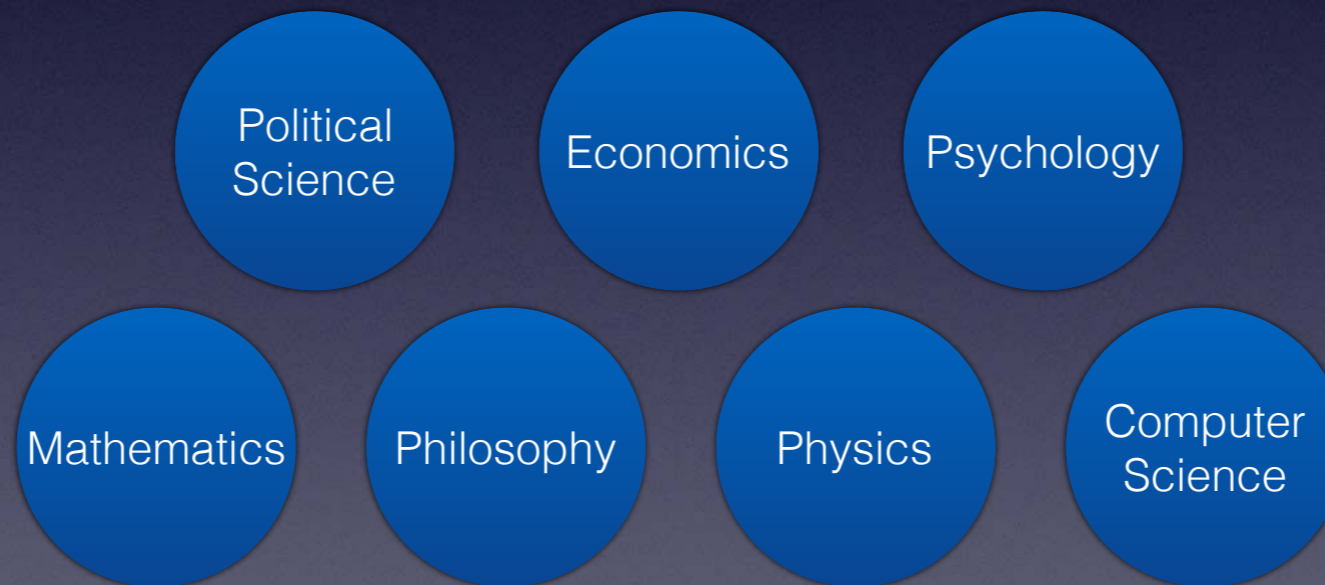 Political
Science
Economics
Psychology
Mathematics
Philosophy
Physics
Computer
Science